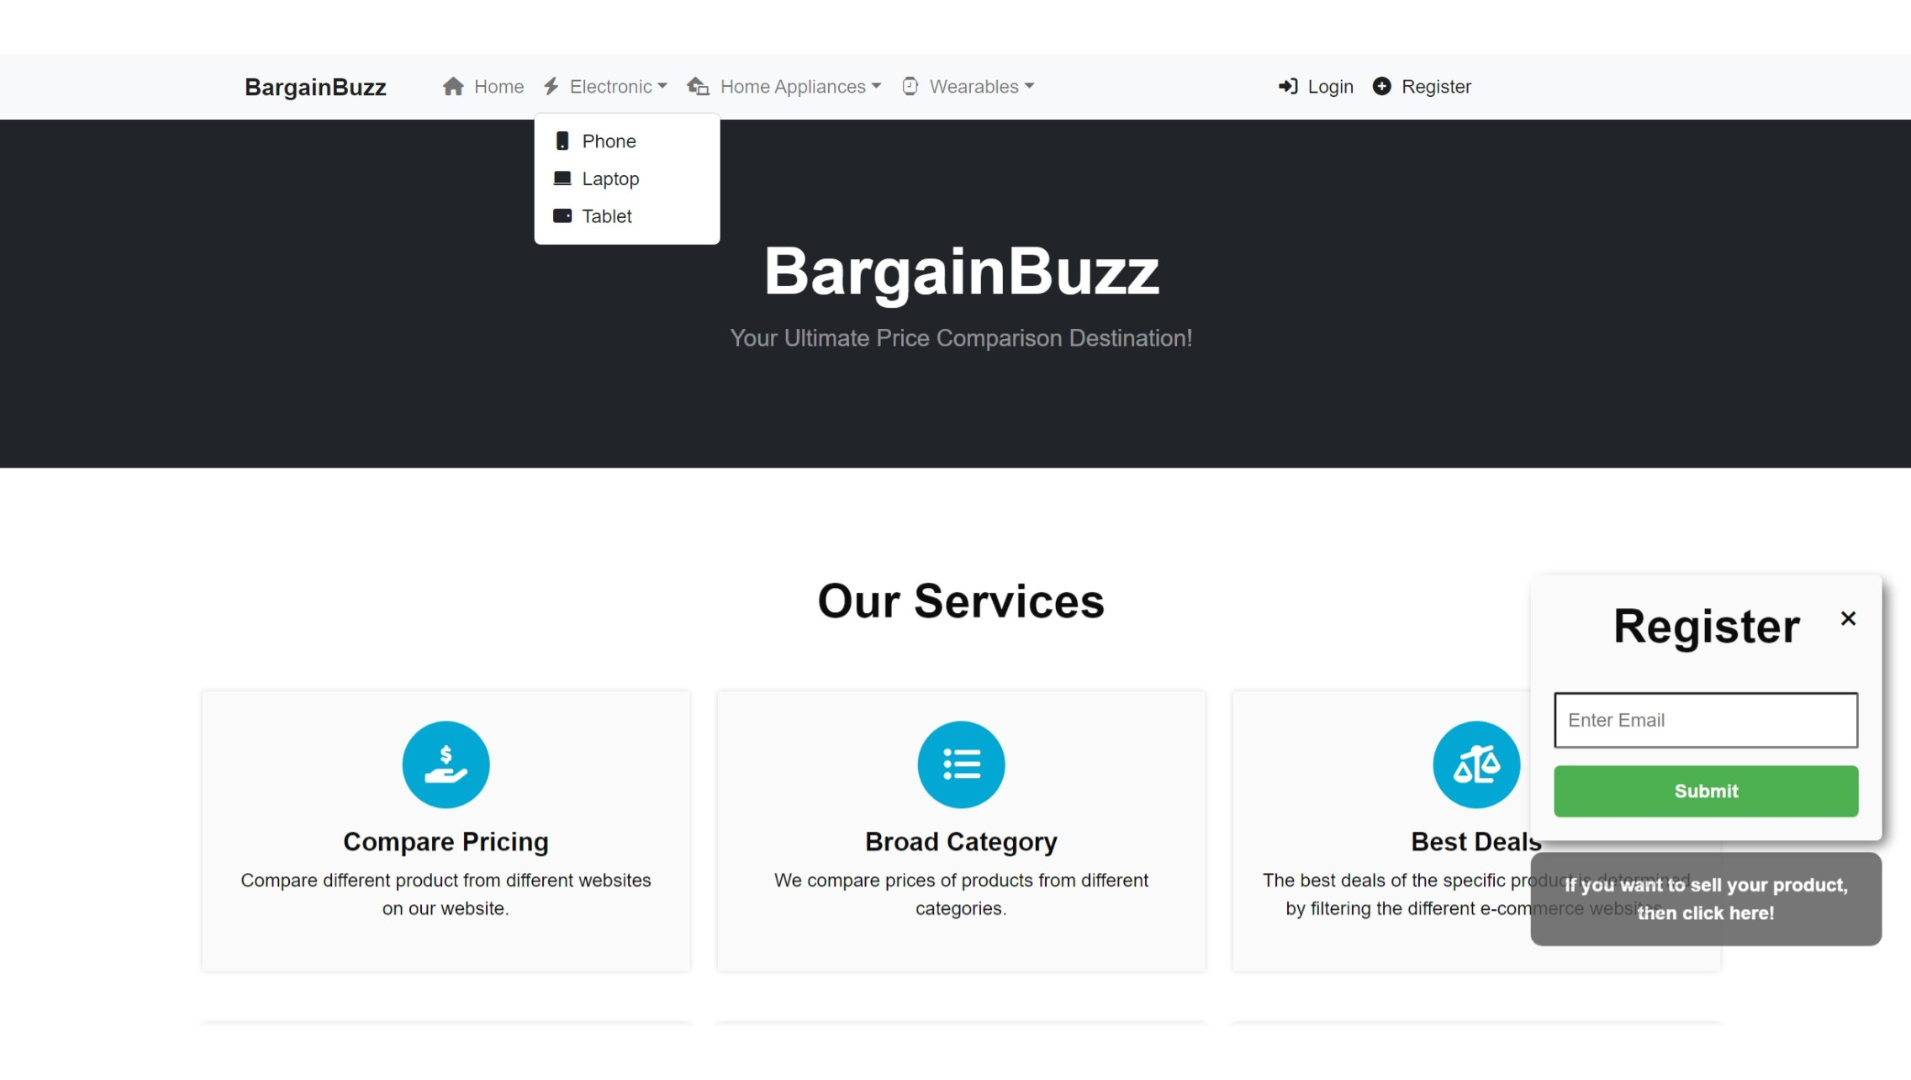 BargainBuzz
Home
Electronic
Home Appliances
Wearables
Login
Register
Phone
Laptop
Tablet
BargainBuzz
Your Ultimate Price Comparison Destination!
Our Services
Compare Pricing
Compare different product from different websites
on our website.
Broad Category
We compare prices of products from different
categories.
Best Deals
The best deals of the specific product is determined
by filtering the different e-commerce websites.
Register
×
Enter Email
Submit
If you want to sell your product,
then click here!